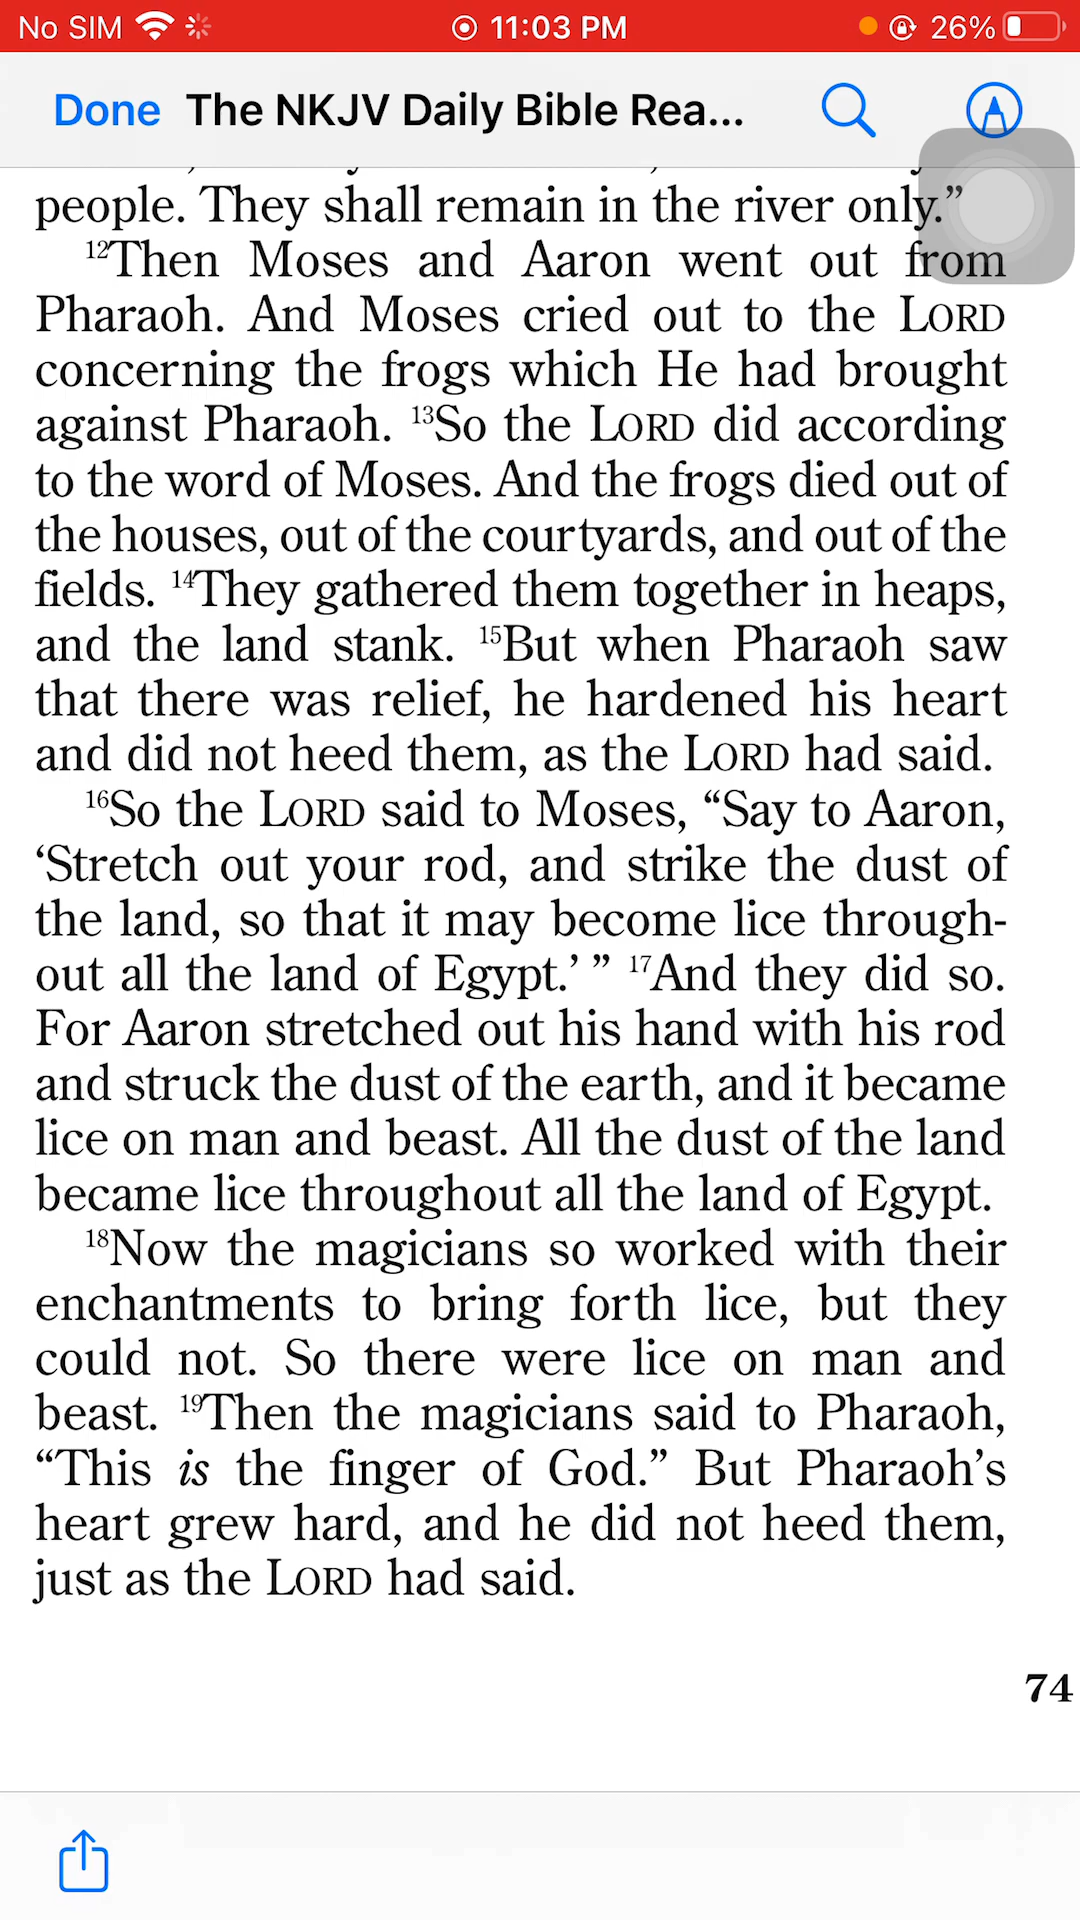 No SIM 11:03 PM 26%
Done The NKJV Daily Bible Rea...
people. They shall remain in the river only.”
12Then Moses and Aaron went out from
Pharaoh. And Moses cried out to the LORD
concerning the frogs which He had brought
against Pharaoh. 13So the LORD did according
to the word of Moses. And the frogs died out of
the houses, out of the courtyards, and out of the
fields. 14They gathered them together in heaps,
and the land stank. 15But when Pharaoh saw
that there was relief, he hardened his heart
and did not heed them, as the LORD had said.
16So the LORD said to Moses, “Say to Aaron,
‘Stretch out your rod, and strike the dust of
the land, so that it may become lice through-
out all the land of Egypt.’ ” 17And they did so.
For Aaron stretched out his hand with his rod
and struck the dust of the earth, and it became
lice on man and beast. All the dust of the land
became lice throughout all the land of Egypt.
18Now the magicians so worked with their
enchantments to bring forth lice, but they
could not. So there were lice on man and
beast. 19Then the magicians said to Pharaoh,
“This is the finger of God.” But Pharaoh’s
heart grew hard, and he did not heed them,
just as the LORD had said.
74